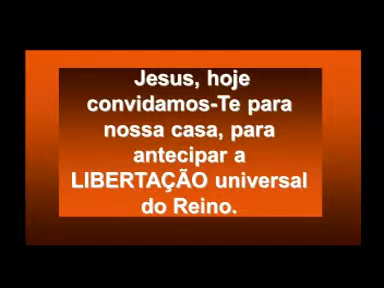 Jesus, hoje
convidamos-Te para
nossa casa, para
antecipar a
LIBERTAÇÃO universal
do Reino.